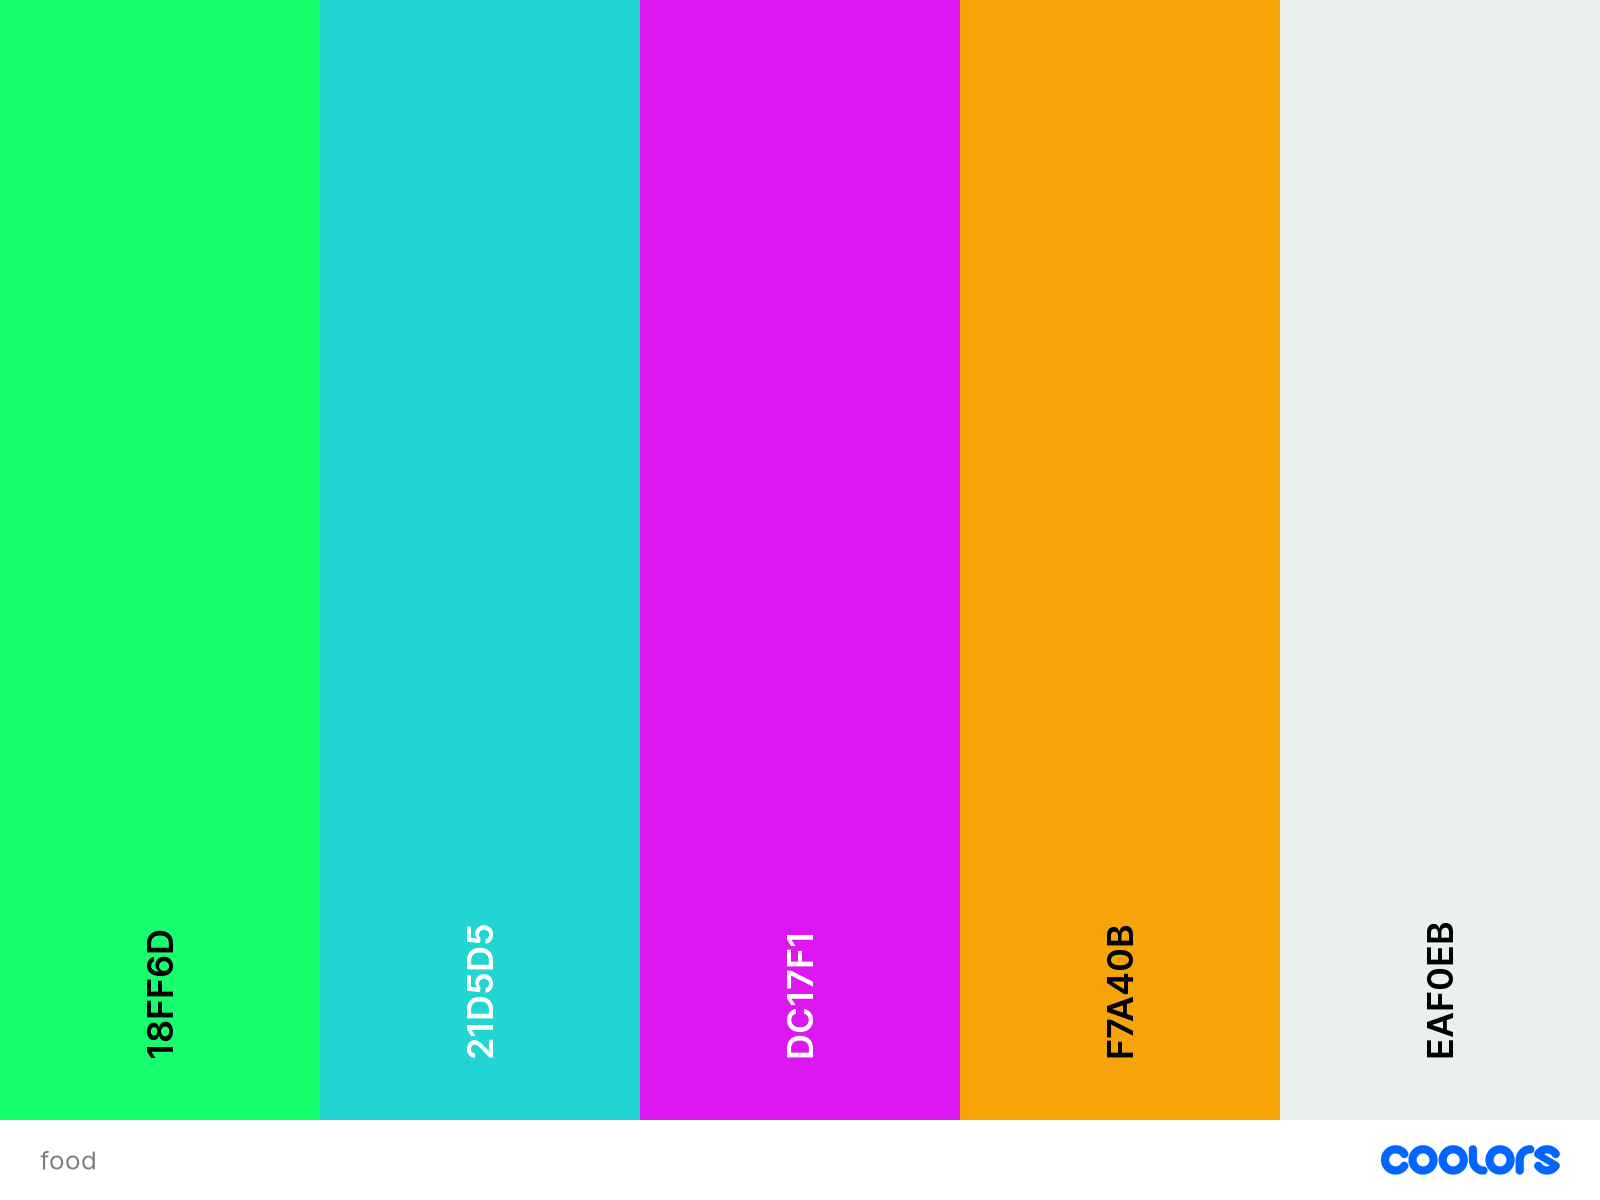 18FF6D
21D5D5
DC17F1
F7A40B
EAF0EB
food
coolors